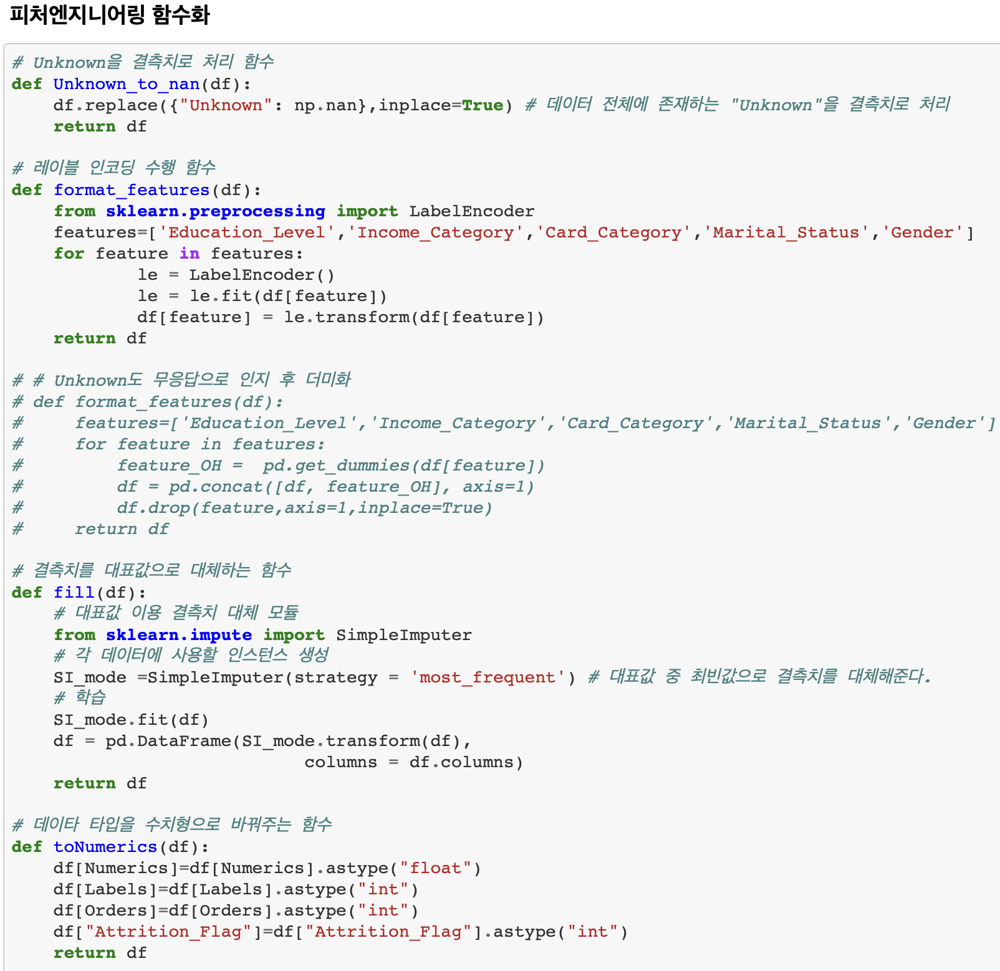 피처엔지니어링 함수화
# Unknown을 결측치로 처리 함수
def Unknown_to_nan(df):
    df.replace({"Unknown": np.nan},inplace=True) # 데이터 전체에 존재하는 "Unknown"을 결측치로 처리
    return df
# 레이블 인코딩 수행 함수
def format_features(df):
    from sklearn.preprocessing import LabelEncoder
    features=['Education_Level','Income_Category','Card_Category','Marital_Status','Gender']
    for feature in features:
            le = LabelEncoder()
            le = le.fit(df[feature])
            df[feature] = le.transform(df[feature])
    return df
# # Unknown도 무응답으로 인지 후 더미화
# def format_features(df):
#     features=['Education_Level','Income_Category','Card_Category','Marital_Status','Gender']
#     for feature in features:
#         feature_OH =  pd.get_dummies(df[feature])
#         df = pd.concat([df, feature_OH], axis=1)
#         df.drop(feature,axis=1,inplace=True)
#     return df
# 결측치를 대표값으로 대체하는 함수
def fill(df):
    # 대표값 이용 결측치 대체 모듈
    from sklearn.impute import SimpleImputer
    # 각 데이터에 사용할 인스턴스 생성
    SI_mode =SimpleImputer(strategy = 'most_frequent') # 대표값 중 최빈값으로 결측치를 대체해준다.
    # 학습
    SI_mode.fit(df)
    df = pd.DataFrame(SI_mode.transform(df),
                            columns = df.columns)
    return df
# 데이타 타입을 수치형으로 바꿔주는 함수
def toNumerics(df):
    df[Numerics]=df[Numerics].astype("float")
    df[Labels]=df[Labels].astype("int")
    df[Orders]=df[Orders].astype("int")
    df["Attrition_Flag"]=df["Attrition_Flag"].astype("int")
    return df